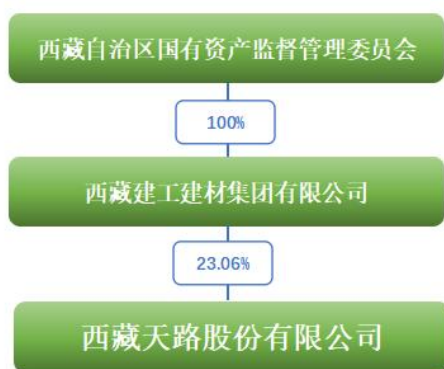 西藏自治区国有资产监督管理委员会
100%
西藏建工建材集团有限公司
23.06%
西藏天路股份有限公司